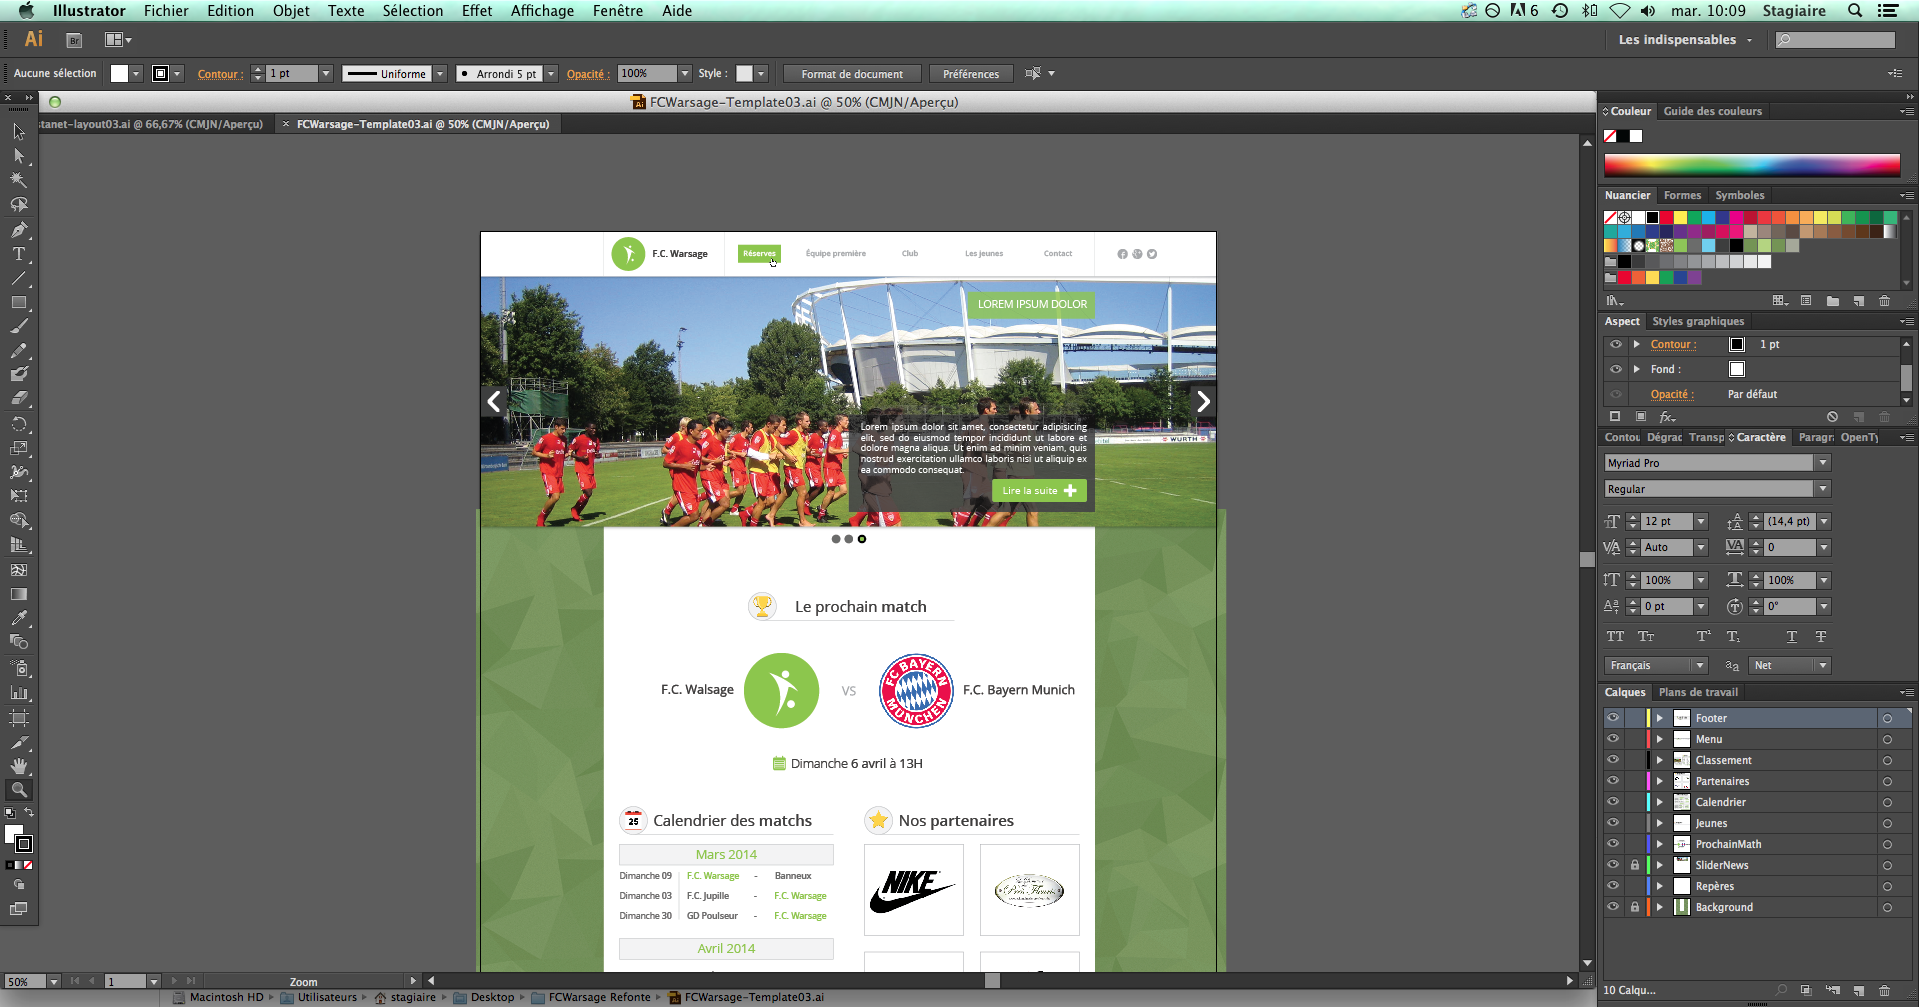 Illustrator Fichier Edition Objet Texte Sélection Effet Affichage Fenêtre Aide
6 mar. 10:09 Stagiaire
Ai Br
Les indispensables
Aucune sélection Contour : 1 pt Uniforme Arrondi 5 pt Opacité : 100% Style : Format de document Préférences
FCWarsage-Template03.ai @ 50% (CMJN/Aperçu)
stanet-layout03.ai @ 66,67% (CMJN/Aperçu) × FCWarsage-Template03.ai @ 50% (CMJN/Aperçu)
F.C. Warsage Réserves Équipe première Club Les jeunes Contact
LOREM IPSUM DOLOR
WURTH
Lorem ipsum dolor sit amet, consectetur adipisicing
elit, sed do eiusmod tempor incididunt ut labore et
dolore magna aliqua. Ut enim ad minim veniam, quis
nostrud exercitation ullamco laboris nisi ut aliquip ex
ea commodo consequat.
Lire la suite
Le prochain match
F.C. Walsage VS F.C. Bayern Munich
FC BAYERN
MÜNCHEN
Dimanche 6 avril à 13H
25 Calendrier des matchs
Mars 2014
Dimanche 09 F.C. Warsage - Banneux
Dimanche 03 F.C. Jupille - F.C. Warsage
Dimanche 30 GD Poulseur - F.C. Warsage
Avril 2014
Nos partenaires
NIKE
50% 1 Zoom
Macintosh HD Utilisateurs stagiaire Desktop FCWarsage Refonte FCWarsage-Template03.ai
Couleur Guide des couleurs
Nuancier Formes Symboles
Aspect Styles graphiques
Contour : 1 pt
Fond :
Opacité : Par défaut
fx
Contou Dégrac Transp Caractère Paragr OpenTy
Myriad Pro
Regular
12 pt (14,4 pt)
Auto 0
100% 100%
0 pt 0°
Français Net
Calques Plans de travail
Footer
Menu
Classement
Partenaires
Calendrier
Jeunes
ProchainMath
SliderNews
Repères
Background
10 Calqu...